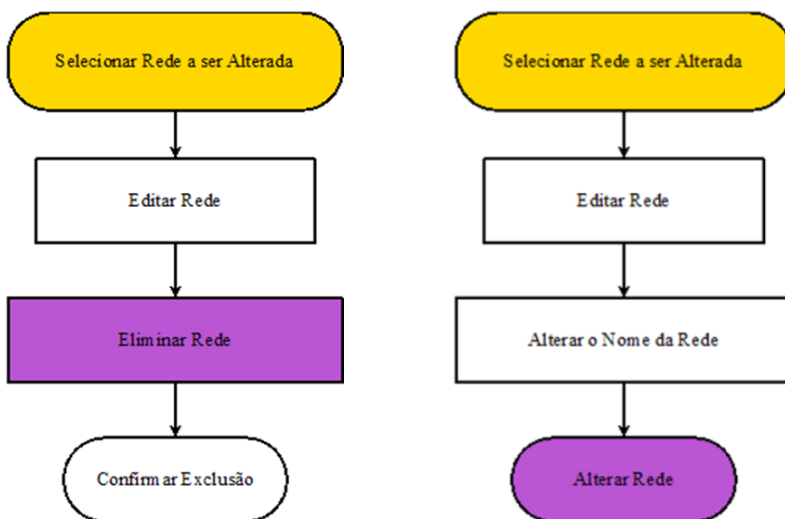 Selecionar Rede a ser Alterada
Editar Rede
Eliminar Rede
Confirmar Exclusão
Selecionar Rede a ser Alterada
Editar Rede
Alterar o Nome da Rede
Alterar Rede